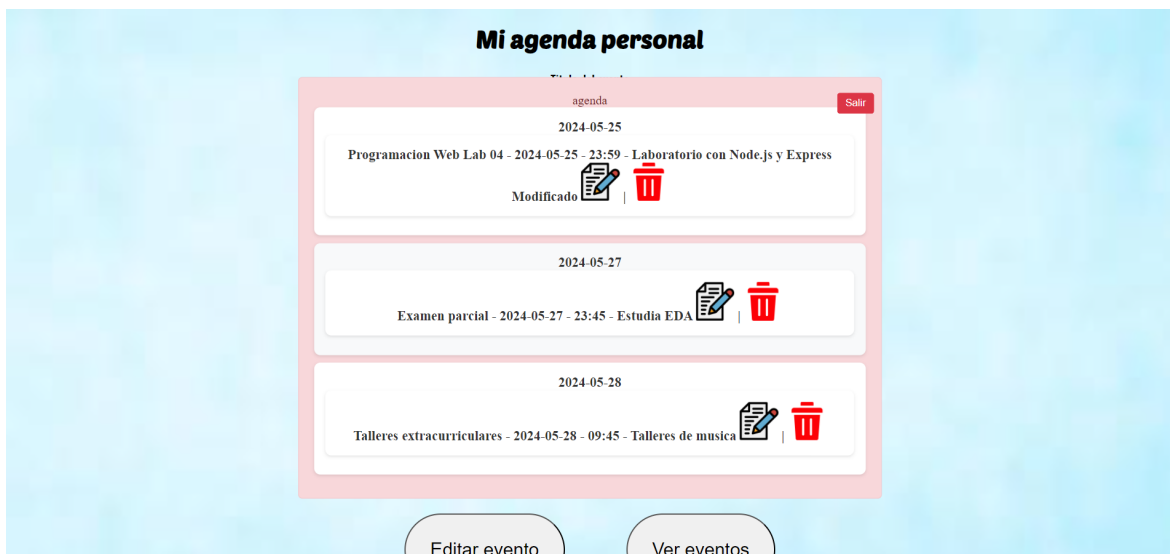 Mi agenda personal
agenda
Salir
2024-05-25
Programacion Web Lab 04 - 2024-05-25 - 23:59 - Laboratorio con Node.js y Express
Modificado |
2024-05-27
Examen parcial - 2024-05-27 - 23:45 - Estudia EDA |
2024-05-28
Talleres extracurriculares - 2024-05-28 - 09:45 - Talleres de musica |
Editar evento
Ver eventos